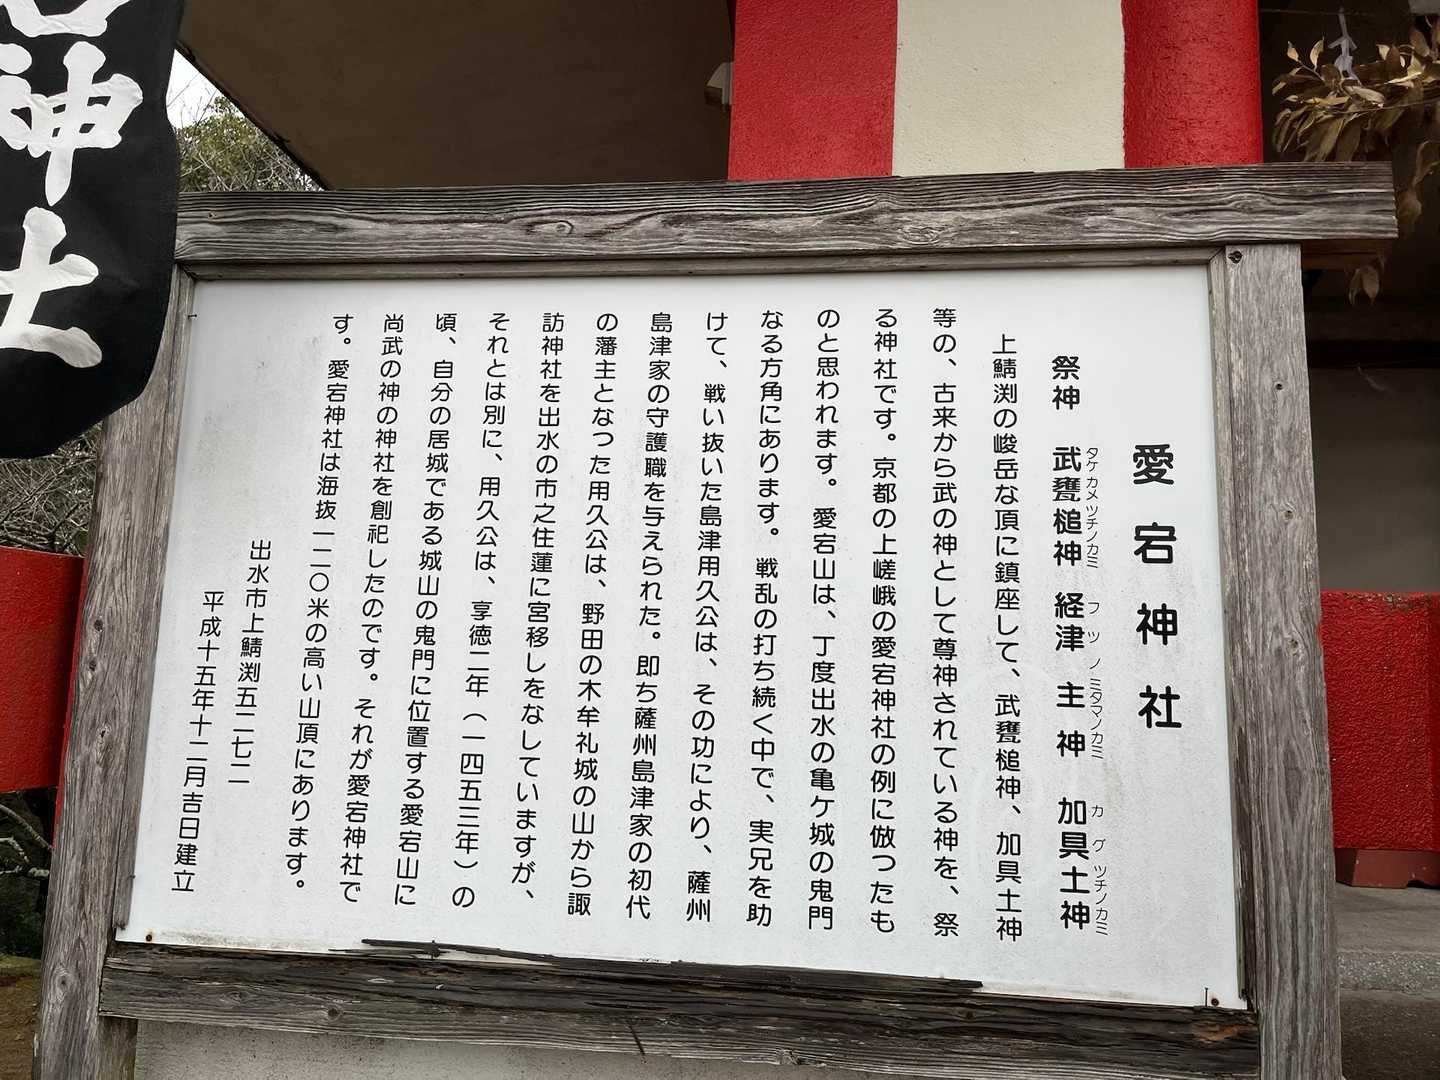 愛宕神社
祭神　武甕槌神　経津主神　加具土神
タケカメツチノカミ　フツノミタマノカミ　カグツチノカミ
上鯖渕の峻岳な頂に鎮座して、武甕槌神、加具土神
等の、古来から武の神として尊神されている神を、祭
る神社です。京都の上嵯峨の愛宕神社の例に倣つたも
のと思われます。愛宕山は、丁度出水の亀ケ城の鬼門
なる方角にあります。戦乱の打ち続く中で、実兄を助
けて、戦い抜いた島津用久公は、その功により、薩州
島津家の守護職を与えられた。即ち薩州島津家の初代
の藩主となった用久公は、野田の木牟礼城の山から諏
訪神社を出水の市之住蓮に宮移しをなしていますが、
それとは別に、用久公は、享徳二年（一四五三年）の
頃、自分の居城である城山の鬼門に位置する愛宕山に
尚武の神の神社を創祀したのです。それが愛宕神社で
す。愛宕神社は海抜一二〇米の高い山頂にあります。
出水市上鯖渕五二七二
平成十五年十二月吉日建立
神
士